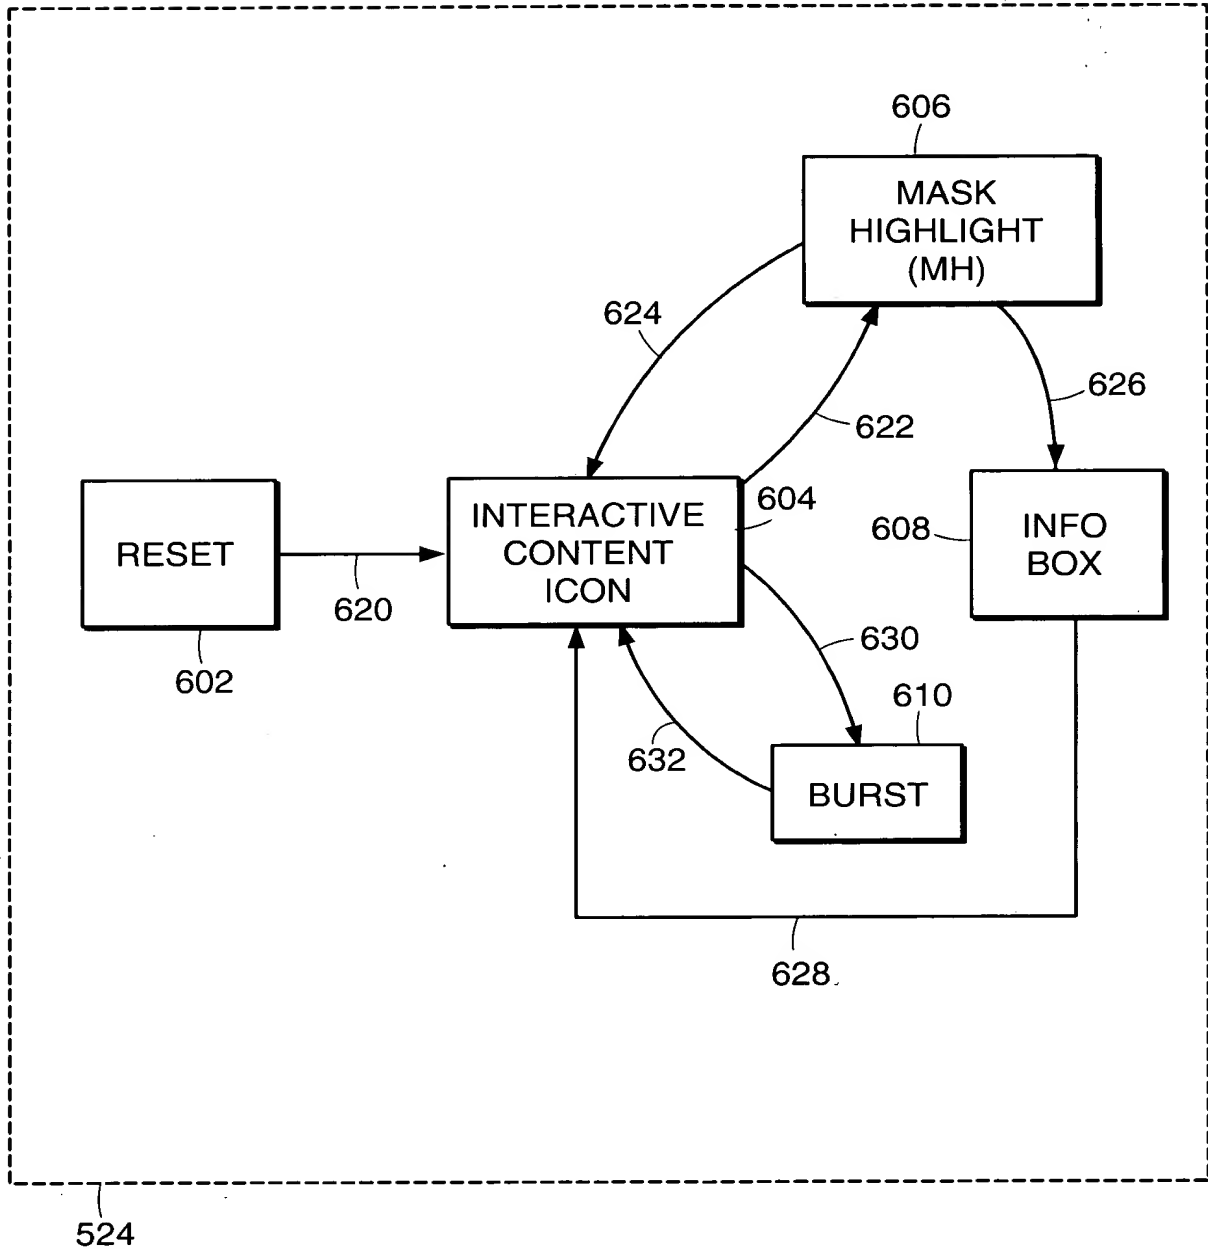 606
MASK
HIGHLIGHT
(MH)
624
626
622
604
INTERACTIVE
CONTENT
ICON
RESET
608
INFO
BOX
620
602
630
610
632
BURST
628
524